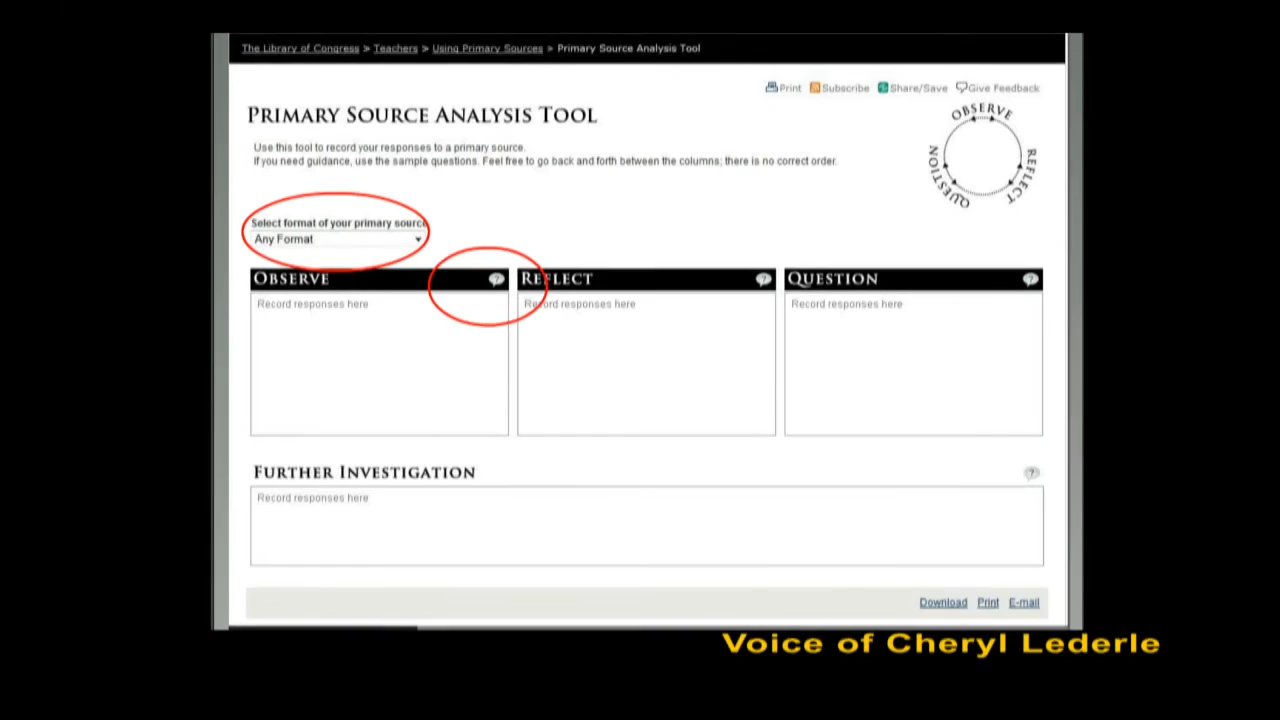 The Library of Congress > Teachers > Using Primary Sources > Primary Source Analysis Tool
Print Subscribe Share/Save Give Feedback
PRIMARY SOURCE ANALYSIS TOOL
OBSERVE
REFLECT
QUESTION
Use this tool to record your responses to a primary source.
If you need guidance, use the sample questions. Feel free to go back and forth between the columns; there is no correct order.
Select format of your primary source
Any Format
OBSERVE ? REFLECT ? QUESTION ?
Record responses here Record responses here Record responses here
FURTHER INVESTIGATION ?
Record responses here
Download Print E-mail
Voice of Cheryl Lederle